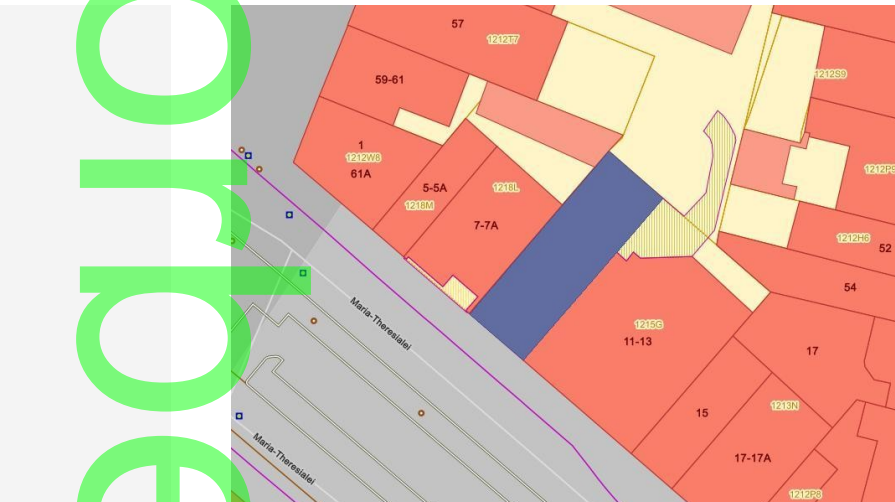 57
1212T7
1212S9
59-61
1
1212W8
61A
5-5A
1218L
1218M
7-7A
1212P9
1212H6
52
54
Maria-Theresialei
1215G
11-13
17
1213N
15
Maria-Theresialei
17-17A
1212P8